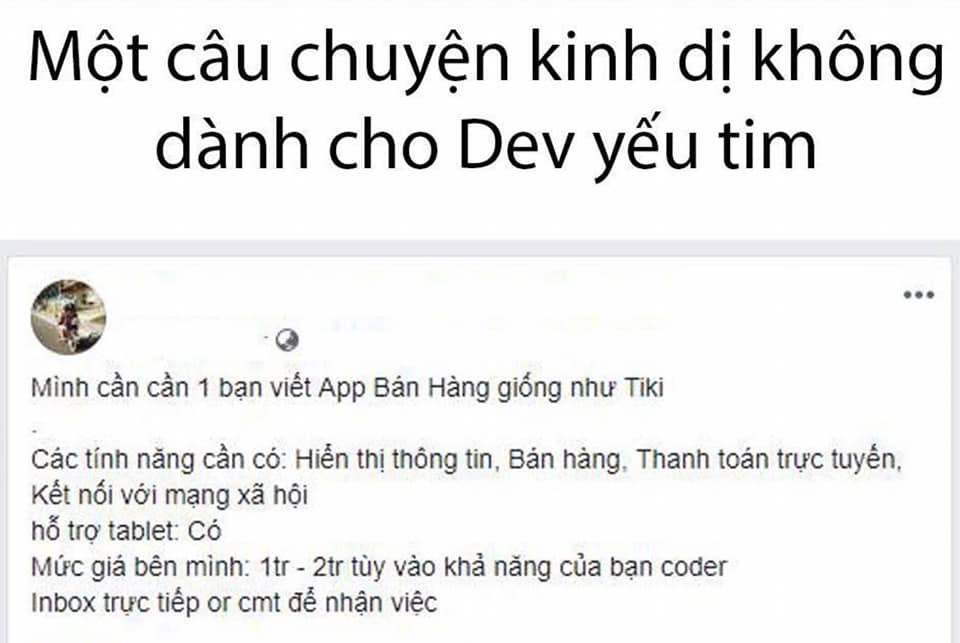 Một câu chuyện kinh dị không
dành cho Dev yếu tim
Mình cần cần 1 bạn viết App Bán Hàng giống như Tiki
.
Các tính năng cần có: Hiển thị thông tin, Bán hàng, Thanh toán trực tuyến,
Kết nối với mạng xã hội
hỗ trợ tablet: Có
Mức giá bên mình: 1tr - 2tr tùy vào khả năng của bạn coder
Inbox trực tiếp or cmt để nhận việc